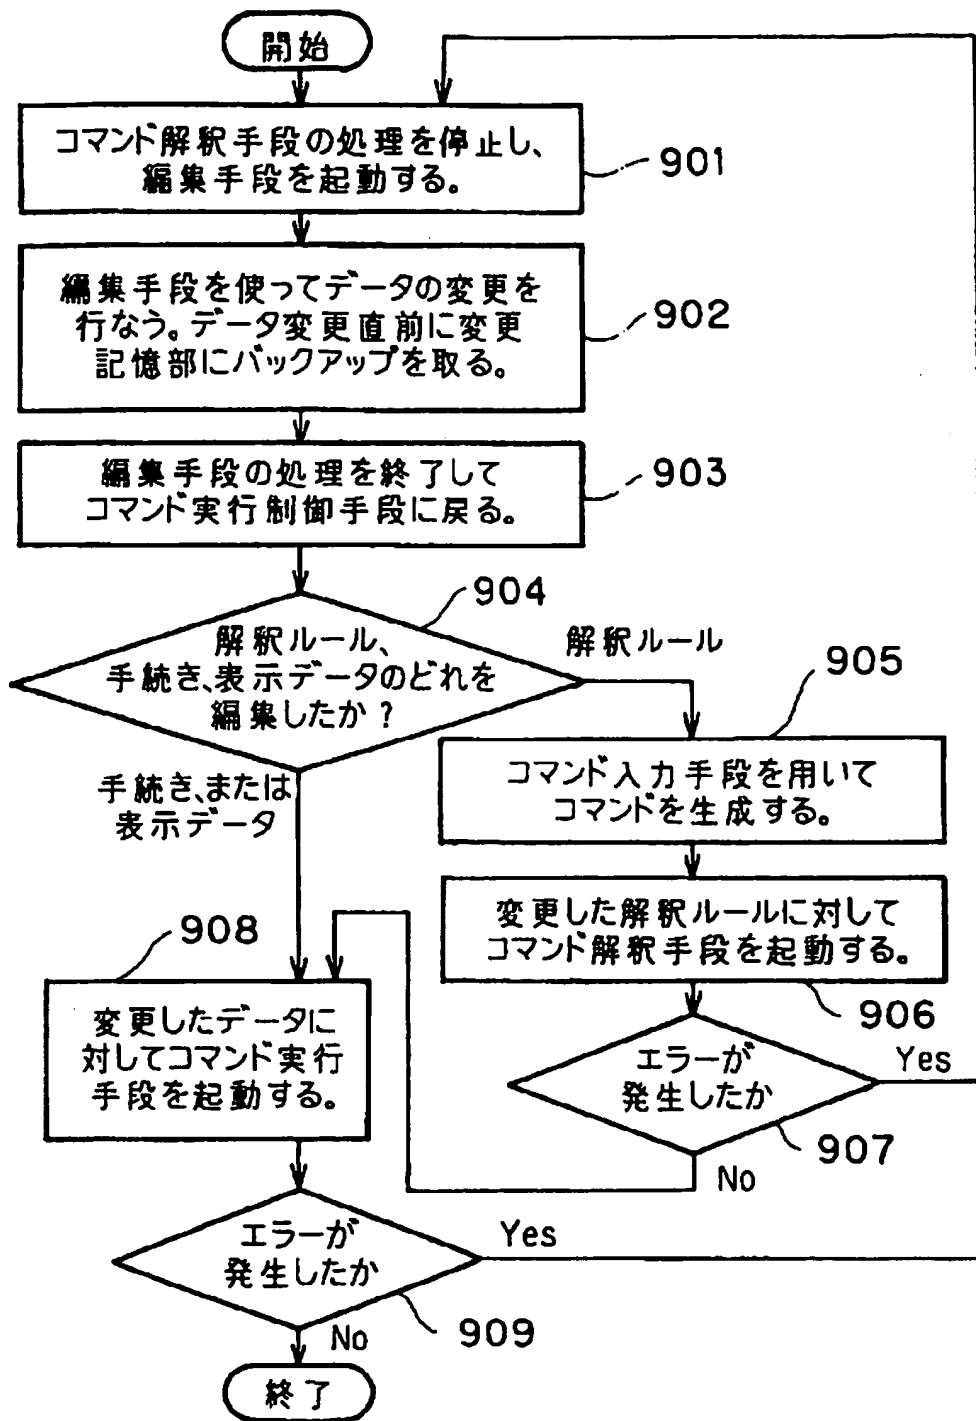 開始
コマンド解釈手段の処理を停止し、
編集手段を起動する。
901
編集手段を使ってデータの変更を
行なう。データ変更直前に変更
記憶部にバックアップを取る。
902
編集手段の処理を終了して
コマンド実行制御手段に戻る。
903
904
解釈ルール、
手続き、表示データのどれを
編集したか?
解釈ルール
手続き、または
表示データ
905
コマンド入力手段を用いて
コマンドを生成する。
変更した解釈ルールに対して
コマンド解釈手段を起動する。
906
908
変更したデータに
対してコマンド実行
手段を起動する。
エラーが
発生したか
Yes
907
No
エラーが
発生したか
Yes
909
No
終了